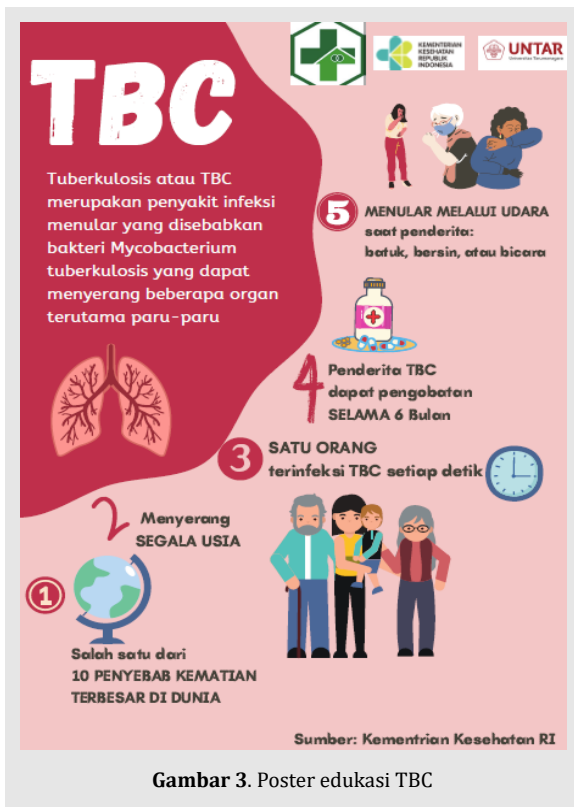 KEMENTERIAN
KESEHATAN
REPUBLIK
INDONESIA
UNTAR
Universitas Tarumanagara
TBC
Tuberkulosis atau TBC
merupakan penyakit infeksi
menular yang disebabkan
bakteri Mycobacterium
tuberkulosis yang dapat
menyerang beberapa organ
terutama paru-paru
5 MENULAR MELALUI UDARA
saat penderita:
batuk, bersin, atau bicara
4 Penderita TBC
dapat pengobatan
SELAMA 6 Bulan
3 SATU ORANG
terinfeksi TBC setiap detik
2 Menyerang
SEGALA USIA
1
Salah satu dari
10 PENYEBAB KEMATIAN
TERBESAR DI DUNIA
Sumber: Kementrian Kesehatan RI
Gambar 3. Poster edukasi TBC